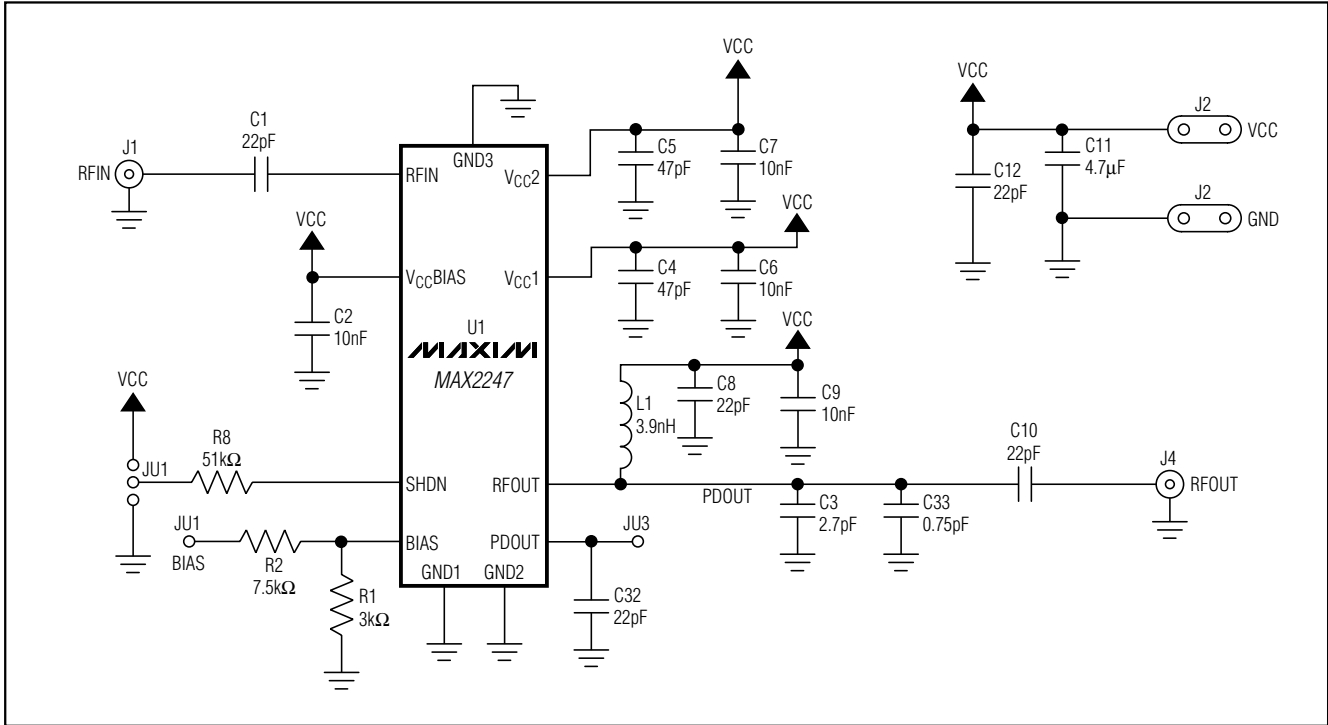 VCC
VCC
J2
VCC
C1
22pF
C5
47pF
C7
10nF
C11
4.7μF
J1
RFIN
GND3
RFIN
VCC2
C12
22pF
J2
GND
VCC
VCC
VCCBIAS
VCC1
C4
47pF
C6
10nF
C2
10nF
U1
MAXIM
MAX2247
VCC
VCC
L1
3.9nH
C8
22pF
C9
10nF
R8
51kΩ
JU1
C10
22pF
J4
SHDN
RFOUT
PDOUT
RFOUT
C3
2.7pF
C33
0.75pF
JU1
BIAS
R2
7.5kΩ
BIAS
PDOUT
JU3
GND1
GND2
R1
3kΩ
C32
22pF